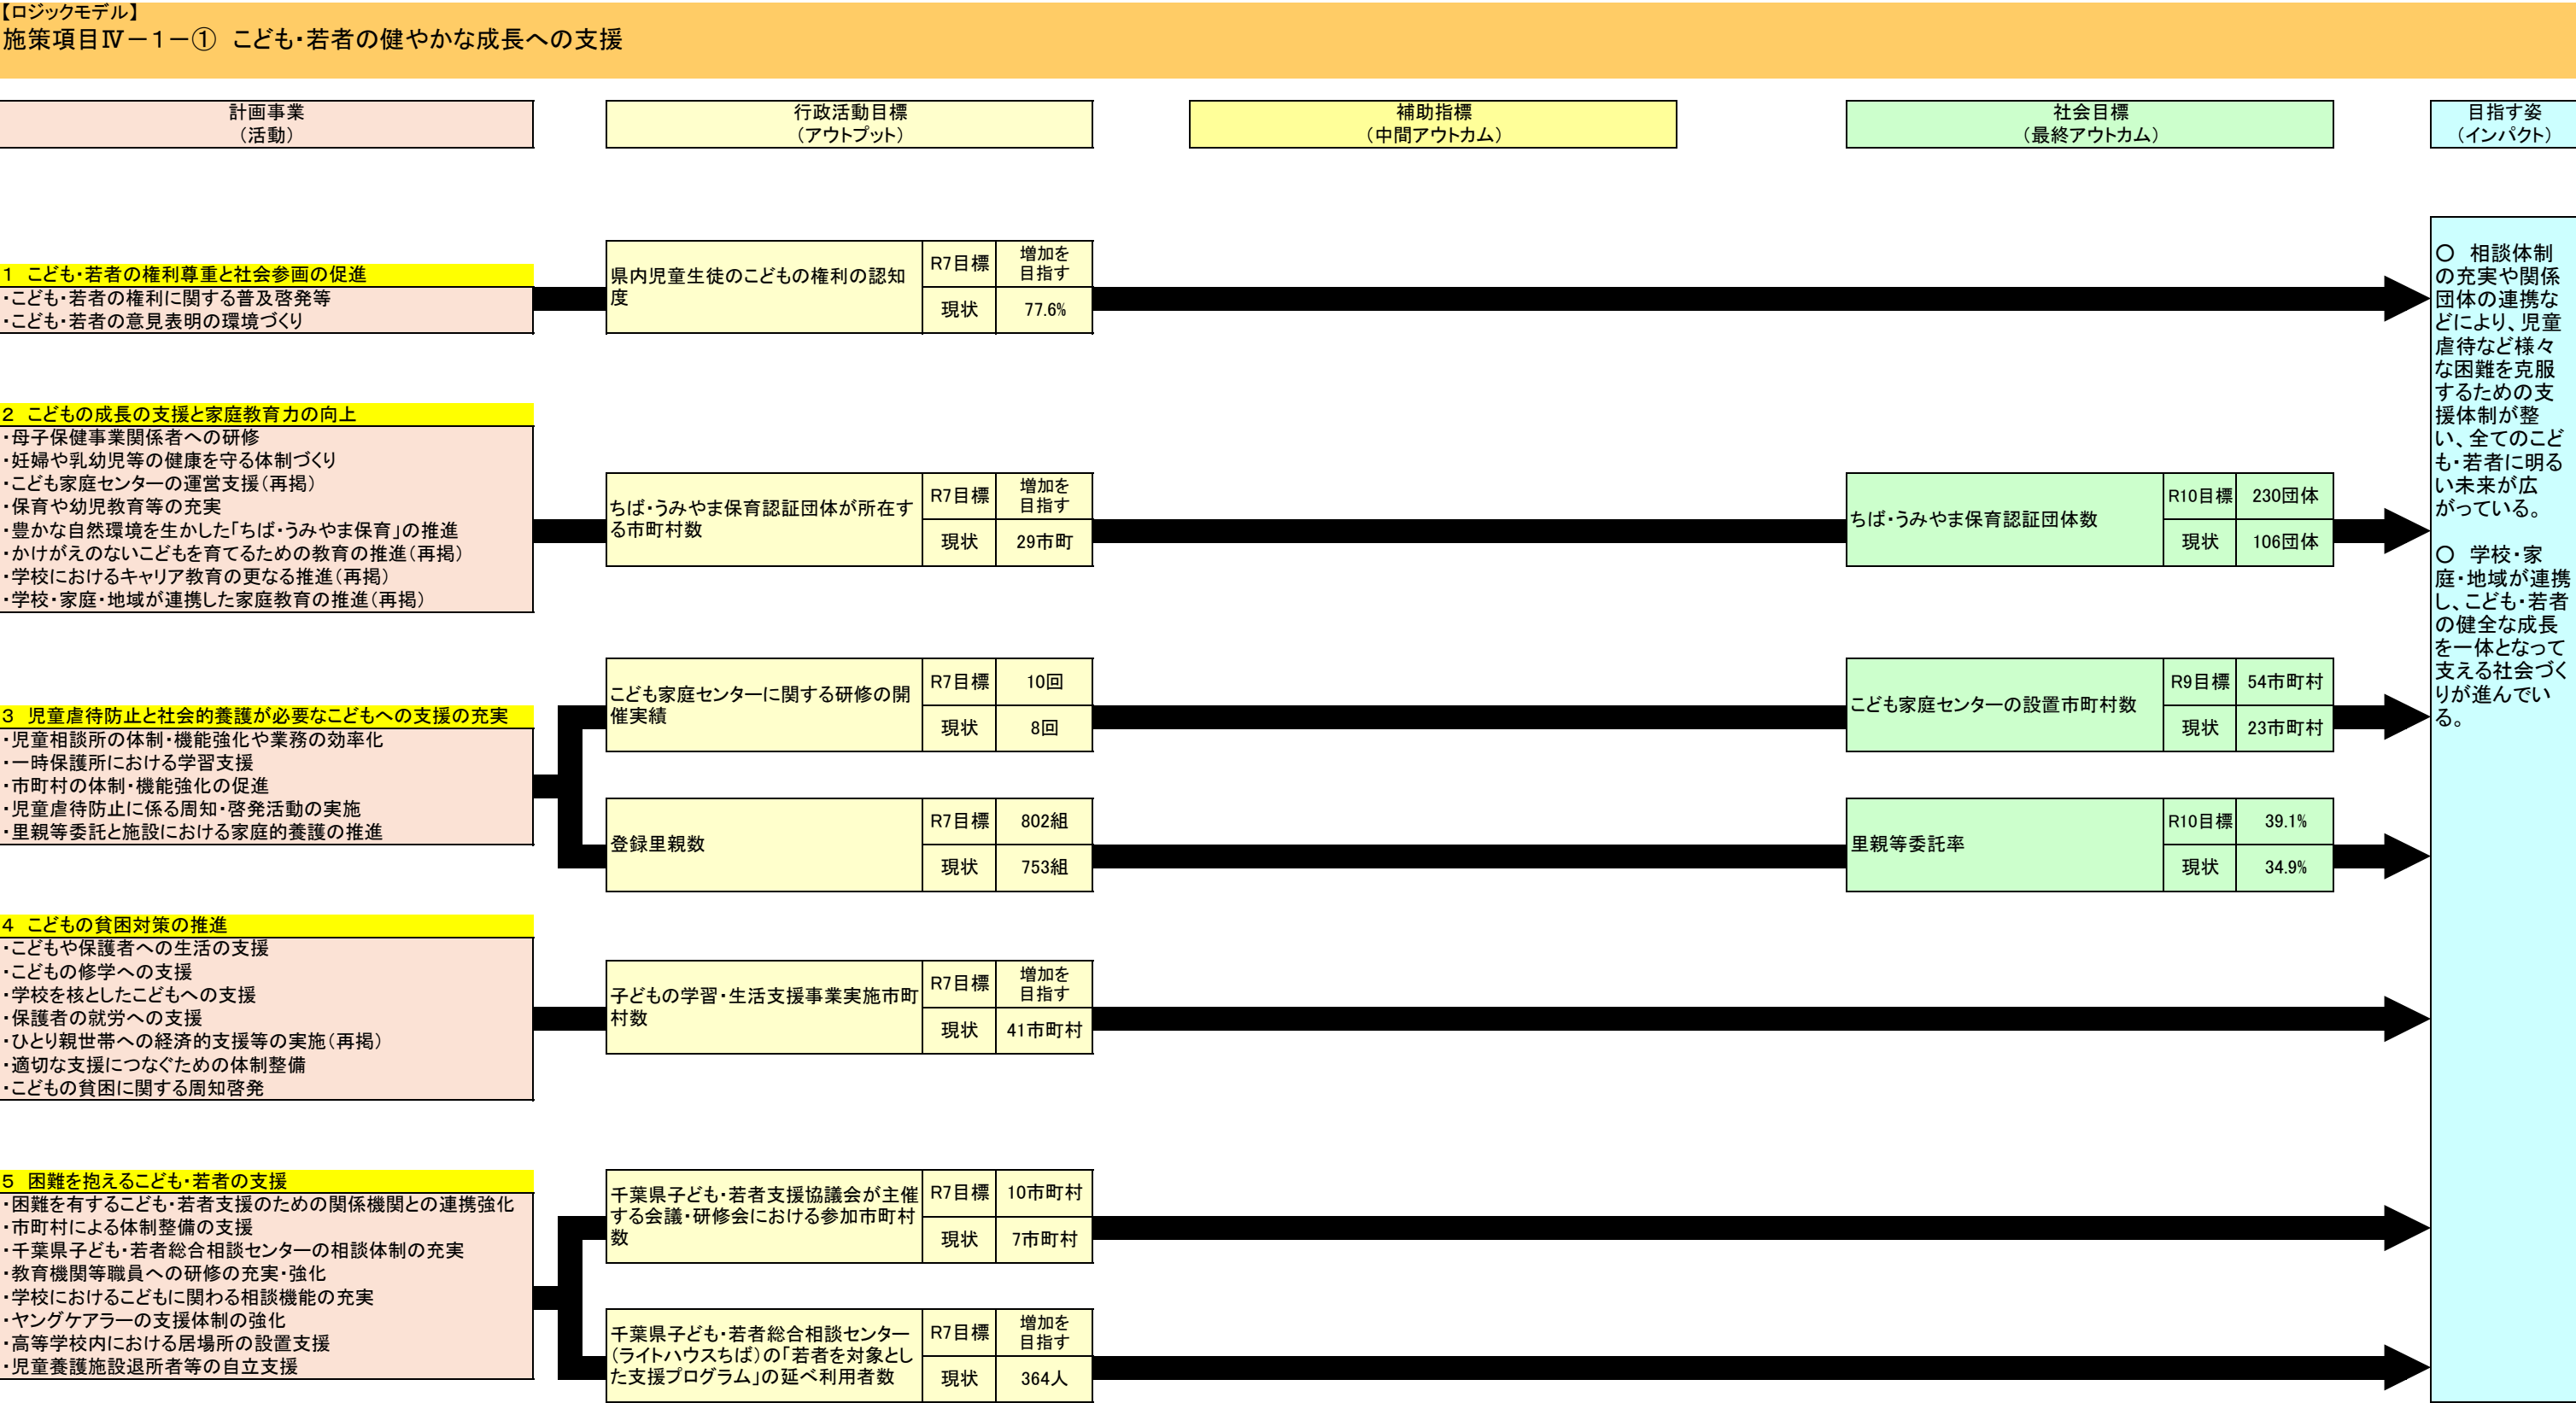 【ロジックモデル】
施策項目Ⅳ－１－① こども・若者の健やかな成長への支援
計画事業
（活動）
行政活動目標
（アウトプット）
補助指標
（中間アウトカム）
社会目標
（最終アウトカム）
目指す姿
（インパクト）
1 こども・若者の権利尊重と社会参画の促進
・こども・若者の権利に関する普及啓発等
・こども・若者の意見表明の環境づくり
県内児童生徒のこどもの権利の認知
度
R7目標
増加を
目指す
現状
77.6%
2 こどもの成長の支援と家庭教育力の向上
・母子保健事業関係者への研修
・妊婦や乳幼児等の健康を守る体制づくり
・こども家庭センターの運営支援（再掲）
・保育や幼児教育等の充実
・豊かな自然環境を生かした「ちば・うみやま保育」の推進
・かけがえのないこどもを育てるための教育の推進（再掲）
・学校におけるキャリア教育の更なる推進（再掲）
・学校・家庭・地域が連携した家庭教育の推進（再掲）
ちば・うみやま保育認証団体が所在す
る市町村数
R7目標
増加を
目指す
現状
29市町
ちば・うみやま保育認証団体数
R10目標
230団体
現状
106団体
3 児童虐待防止と社会的養護が必要なこどもへの支援の充実
・児童相談所の体制・機能強化や業務の効率化
・一時保護所における学習支援
・市町村の体制・機能強化の促進
・児童虐待防止に係る周知・啓発活動の実施
・里親等委託と施設における家庭的養護の推進
こども家庭センターに関する研修の開
催実績
R7目標
10回
現状
8回
こども家庭センターの設置市町村数
R9目標
54市町村
現状
23市町村
登録里親数
R7目標
802組
現状
753組
里親等委託率
R10目標
39.1%
現状
34.9%
4 こどもの貧困対策の推進
・こどもや保護者への生活の支援
・こどもの修学への支援
・学校を核としたこどもへの支援
・保護者の就労への支援
・ひとり親世帯への経済的支援等の実施（再掲）
・適切な支援につなぐための体制整備
・こどもの貧困に関する周知啓発
子どもの学習・生活支援事業実施市町
村数
R7目標
増加を
目指す
現状
41市町村
5 困難を抱えるこども・若者の支援
・困難を有するこども・若者支援のための関係機関との連携強化
・市町村による体制整備の支援
・千葉県子ども・若者総合相談センターの相談体制の充実
・教育機関等職員への研修の充実・強化
・学校におけるこどもに関わる相談機能の充実
・ヤングケアラーの支援体制の強化
・高等学校内における居場所の設置支援
・児童養護施設退所者等の自立支援
千葉県子ども・若者支援協議会が主催
する会議・研修会における参加市町村
数
R7目標
10市町村
現状
7市町村
千葉県子ども・若者総合相談センター
（ライトハウスちば）の「若者を対象とし
た支援プログラム」の延べ利用者数
R7目標
増加を
目指す
現状
364人
〇 相談体制
の充実や関係
団体の連携な
どにより、児童
虐待など様々
な困難を克服
するための支
援体制が整
い、全てのこど
も・若者に明る
い未来が広
がっている。
〇 学校・家
庭・地域が連携
し、こども・若者
の健全な成長
を一体となって
支える社会づく
りが進んでい
る。